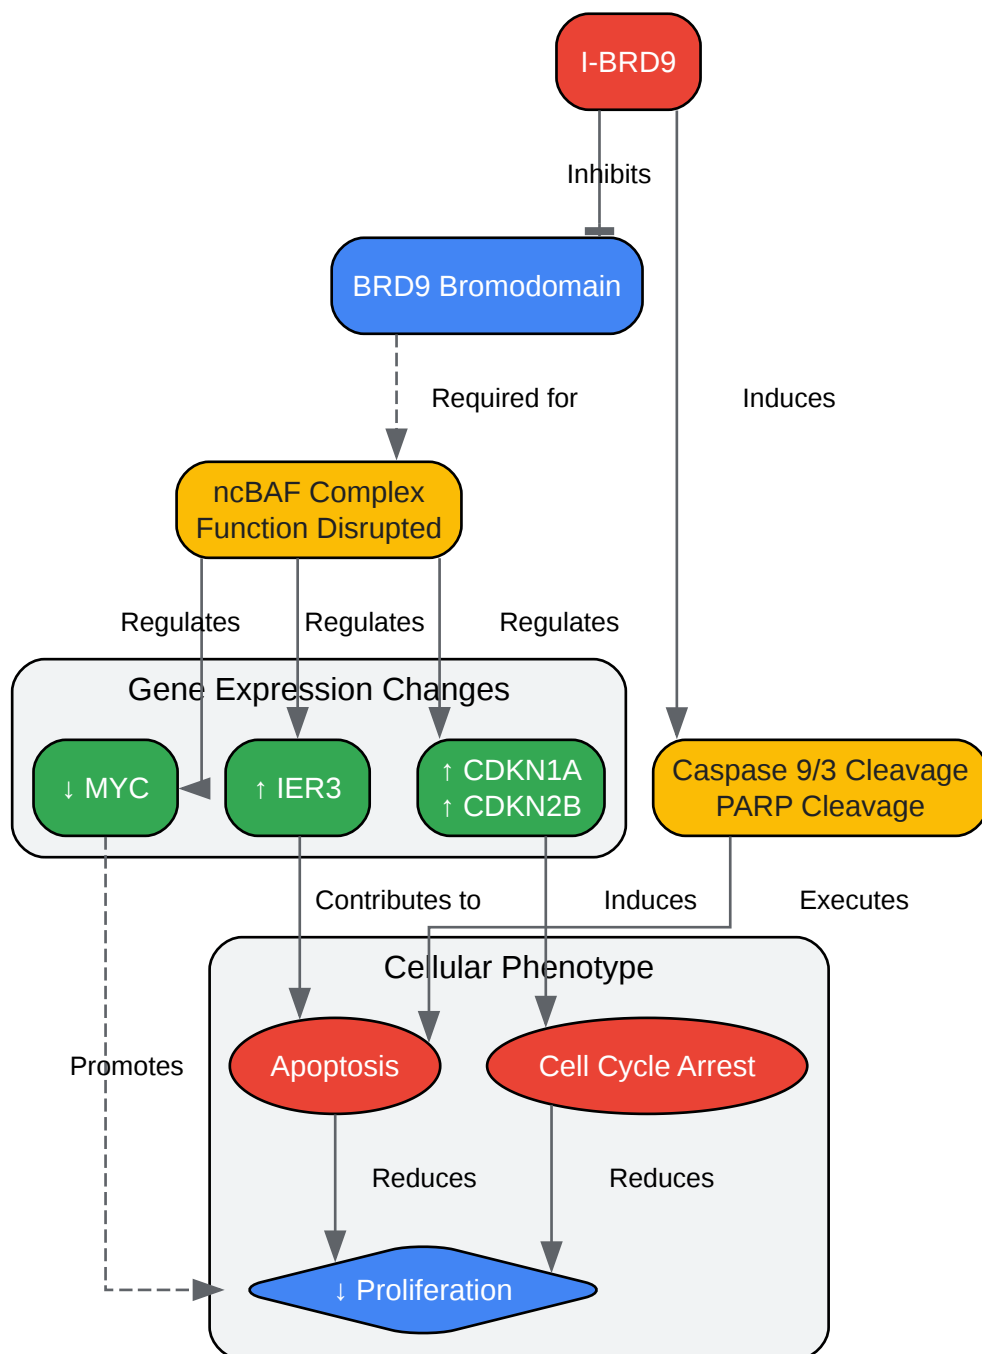 I-BRD9
Inhibits
BRD9 Bromodomain
Required for
Induces
ncBAF Complex
Function Disrupted
Regulates
Regulates
Regulates
Gene Expression Changes
↓ MYC
↑ IER3
↑ CDKN1A
↑ CDKN2B
Caspase 9/3 Cleavage
PARP Cleavage
Contributes to
Induces
Executes
Cellular Phenotype
Promotes
Apoptosis
Cell Cycle Arrest
Reduces
Reduces
↓ Proliferation